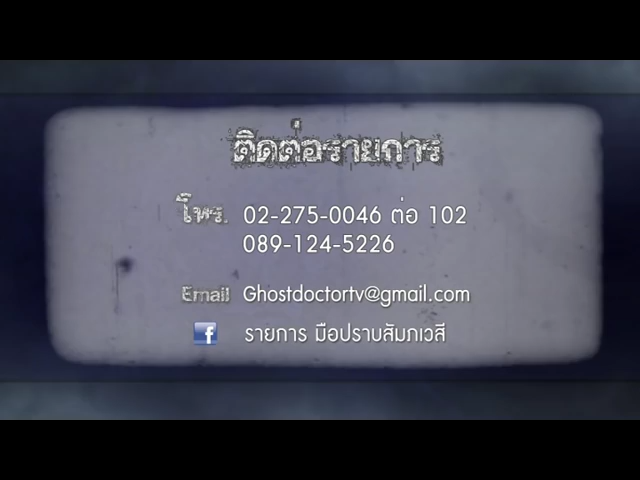 ติดต่อรายการ
โทร. 02-275-0046 ต่อ 102
089-124-5226
Email Ghostdoctortv@gmail.com
f รายการ มือปราบสัมภเวสี